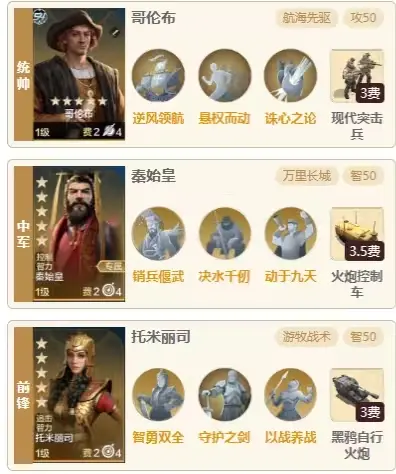 统帅
哥伦布
1级
费2
4
哥伦布
航海先驱
攻50
逆风领航
悬权而动
诛心之论
3费
现代突击
兵
中军
控制
智力
秦始皇
专属
1级
费2
4
秦始皇
万里长城
智50
销兵偃武
决水千仞
动于九天
3.5费
火炮控制
车
前锋
追击
智力
托米丽司
1级
费2
4
托米丽司
游牧战术
智50
智勇双全
守护之剑
以战养战
3费
黑鸦自行
火炮